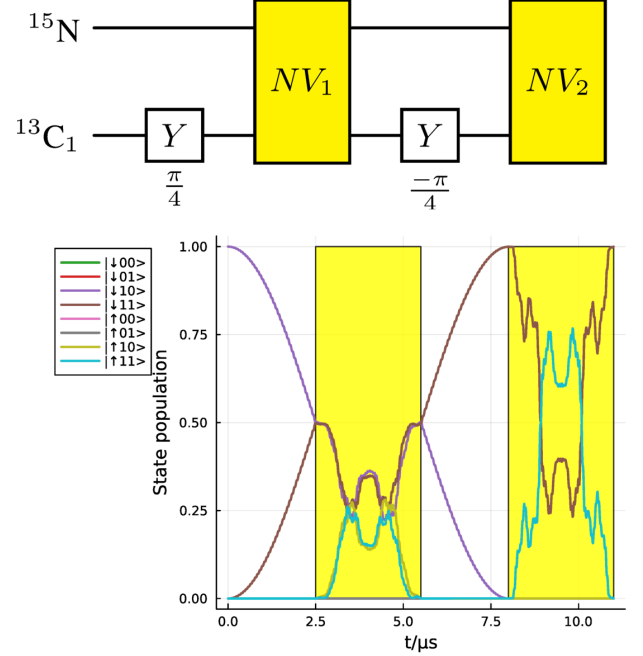 ¹⁵N
NV₁
NV₂
¹³C₁
Y
Y
π/4
-π/4
|↓00>
|↓01>
|↓10>
|↓11>
|↑00>
|↑01>
|↑10>
|↑11>
State population
1.00
0.75
0.50
0.25
0.00
0.0 2.5 5.0 7.5 10.0
t/μs